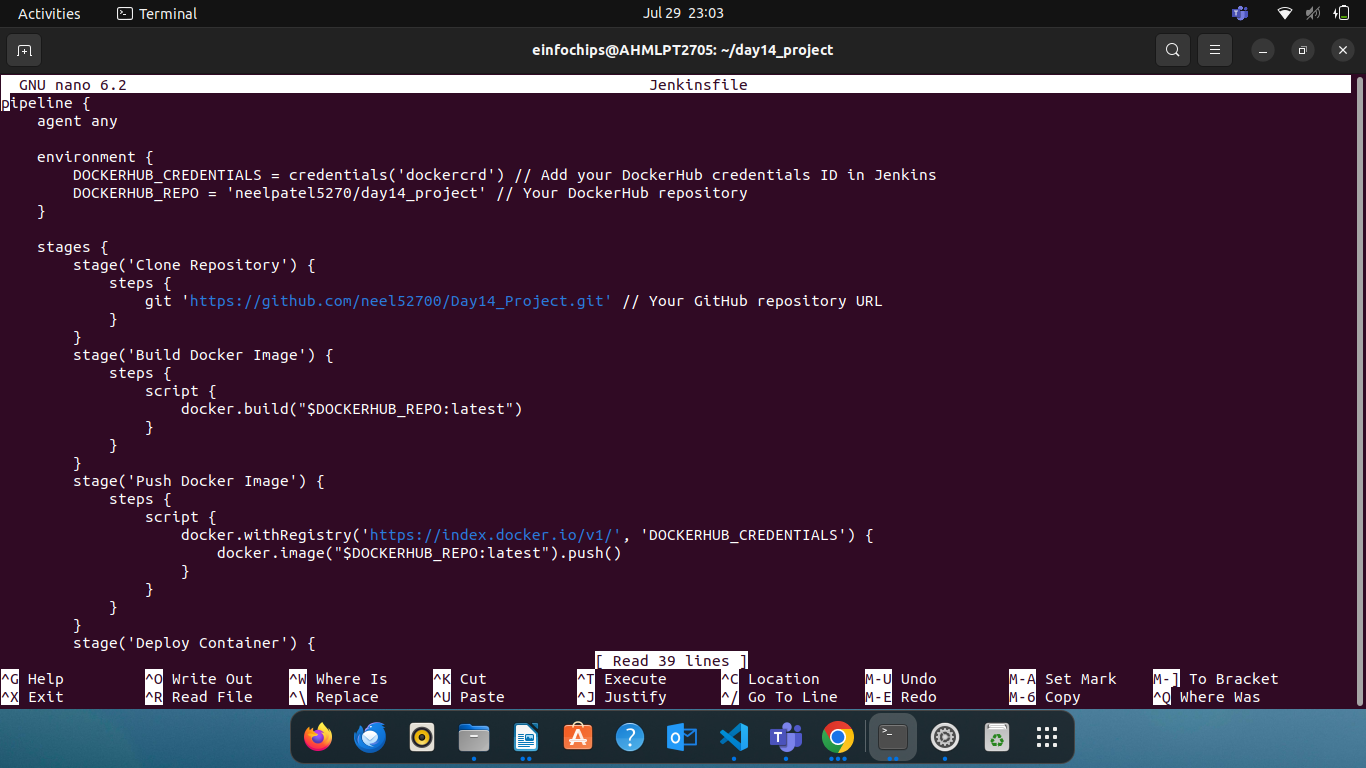 Activities Terminal Jul 29 23:03
einfochips@AHMLPT2705: ~/day14_project
GNU nano 6.2 Jenkinsfile
pipeline {
    agent any

    environment {
        DOCKERHUB_CREDENTIALS = credentials('dockercrd') // Add your DockerHub credentials ID in Jenkins
        DOCKERHUB_REPO = 'neelpatel5270/day14_project' // Your DockerHub repository
    }

    stages {
        stage('Clone Repository') {
            steps {
                git 'https://github.com/neel52700/Day14_Project.git' // Your GitHub repository URL
            }
        }
        stage('Build Docker Image') {
            steps {
                script {
                    docker.build("$DOCKERHUB_REPO:latest")
                }
            }
        }
        stage('Push Docker Image') {
            steps {
                script {
                    docker.withRegistry('https://index.docker.io/v1/', 'DOCKERHUB_CREDENTIALS') {
                        docker.image("$DOCKERHUB_REPO:latest").push()
                    }
                }
            }
        }
        stage('Deploy Container') {
[ Read 39 lines ]
^G Help ^O Write Out ^W Where Is ^K Cut ^T Execute ^C Location M-U Undo M-A Set Mark M-] To Bracket
^X Exit ^R Read File ^\ Replace ^U Paste ^J Justify ^/ Go To Line M-E Redo M-6 Copy ^Q Where Was